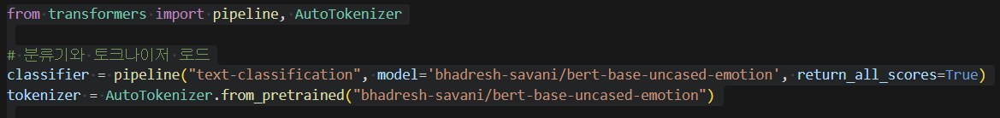 from transformers import pipeline, AutoTokenizer
# 분류기와 토크나이저 로드
classifier = pipeline("text-classification", model='bhadresh-savani/bert-base-uncased-emotion', return_all_scores=True)
tokenizer = AutoTokenizer.from_pretrained("bhadresh-savani/bert-base-uncased-emotion")